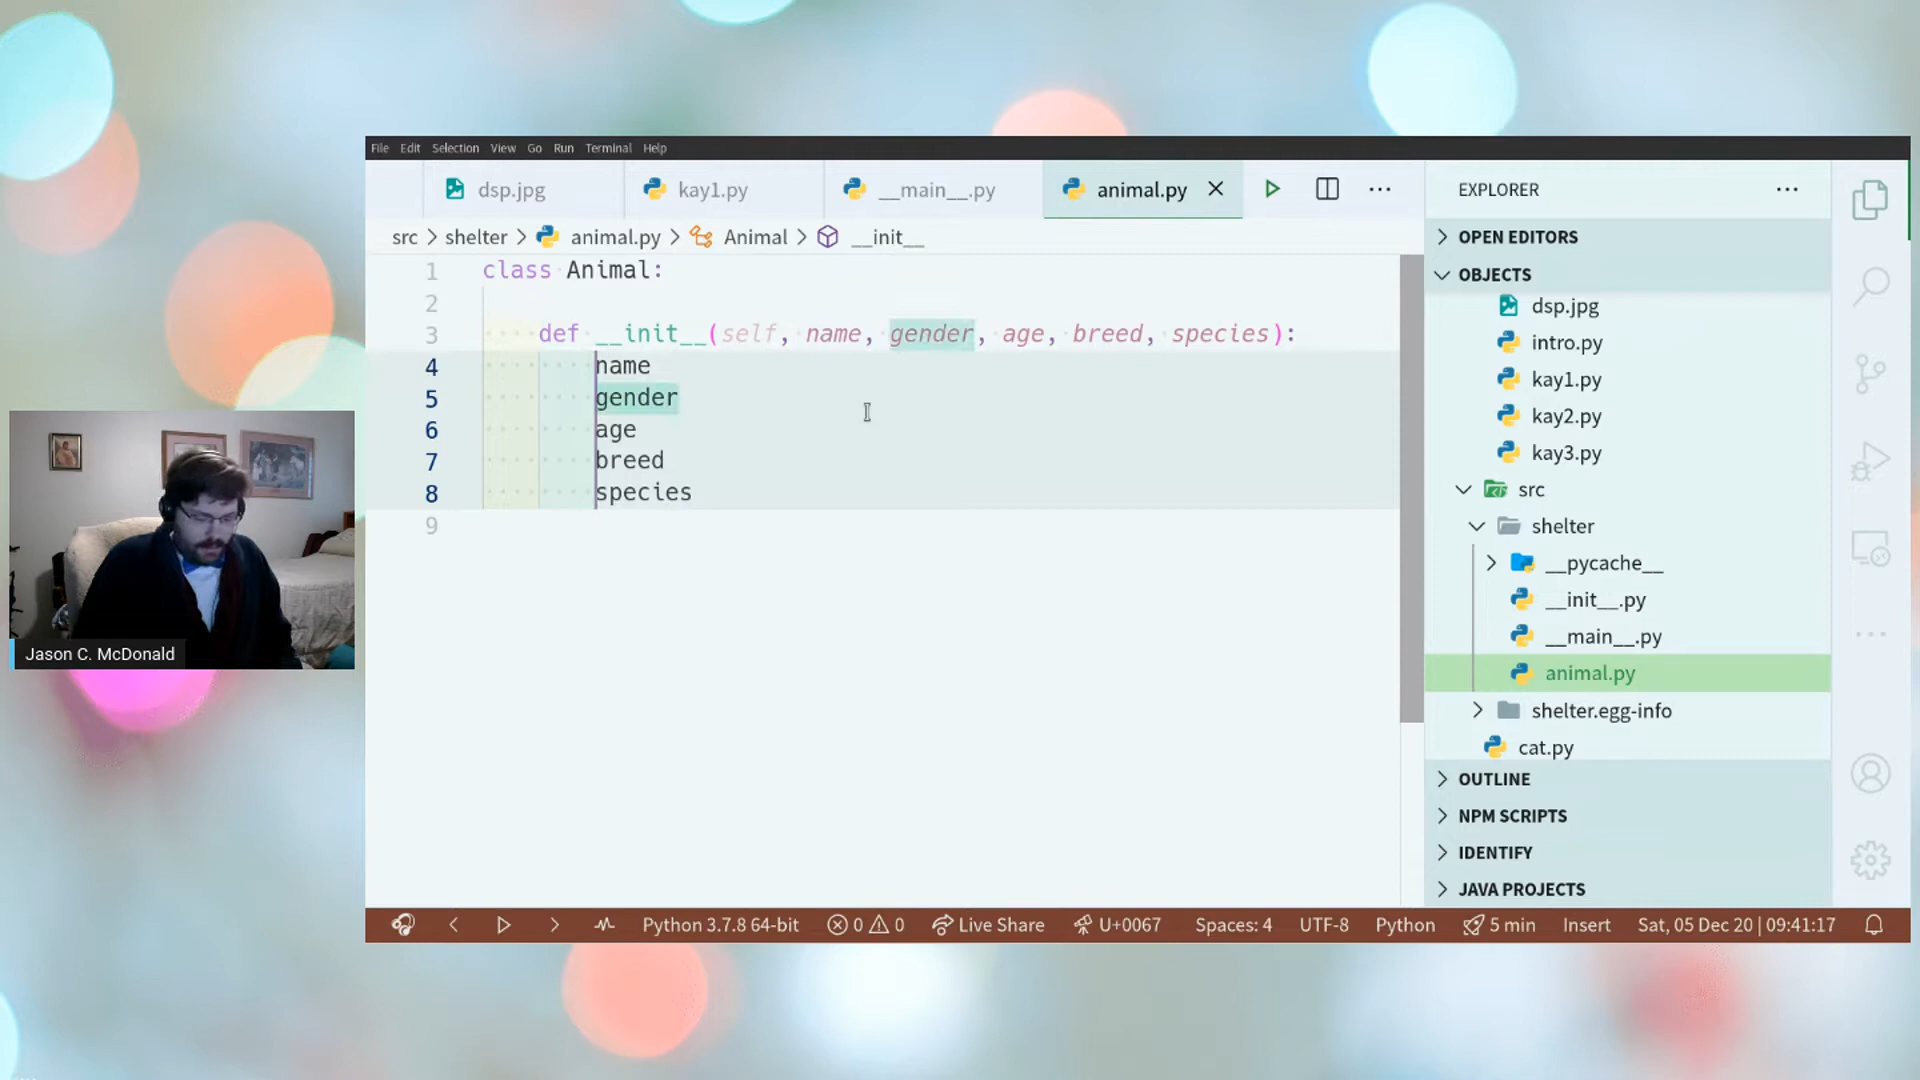 File Edit Selection View Go Run Terminal Help
dsp.jpg kay1.py __main__.py animal.py
src > shelter > animal.py > Animal > __init__
1 class Animal:
2
3 def __init__(self, name, gender, age, breed, species):
4 name
5 gender
6 age
7 breed
8 species
9
EXPLORER
OPEN EDITORS
OBJECTS
dsp.jpg
intro.py
kay1.py
kay2.py
kay3.py
src
shelter
__pycache__
__init__.py
__main__.py
animal.py
shelter.egg-info
cat.py
OUTLINE
NPM SCRIPTS
IDENTIFY
JAVA PROJECTS
Jason C. McDonald
Python 3.7.8 64-bit 0 0 Live Share U+0067 Spaces: 4 UTF-8 Python 5 min Insert Sat, 05 Dec 20 | 09:41:17